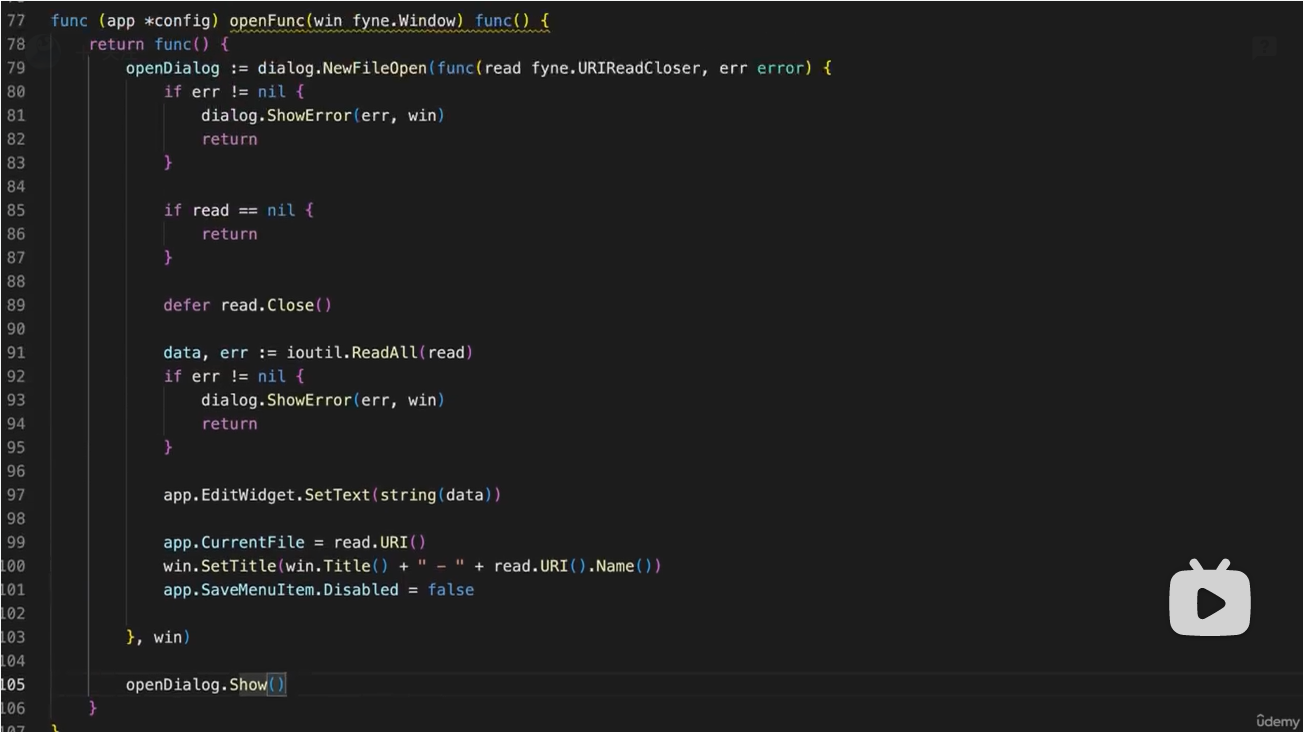 77 func (app *config) openFunc(win fyne.Window) func() {
78     return func() {
79         openDialog := dialog.NewFileOpen(func(read fyne.URIReadCloser, err error) {
80             if err != nil {
81                 dialog.ShowError(err, win)
82                 return
83             }
84
85             if read == nil {
86                 return
87             }
88
89             defer read.Close()
90
91             data, err := ioutil.ReadAll(read)
92             if err != nil {
93                 dialog.ShowError(err, win)
94                 return
95             }
96
97             app.EditWidget.SetText(string(data))
98
99             app.CurrentFile = read.URI()
100             win.SetTitle(win.Title() + " - " + read.URI().Name())
101             app.SaveMenuItem.Disabled = false
102
103         }, win)
104
105         openDialog.Show()
106     }
107 }
ûdemy